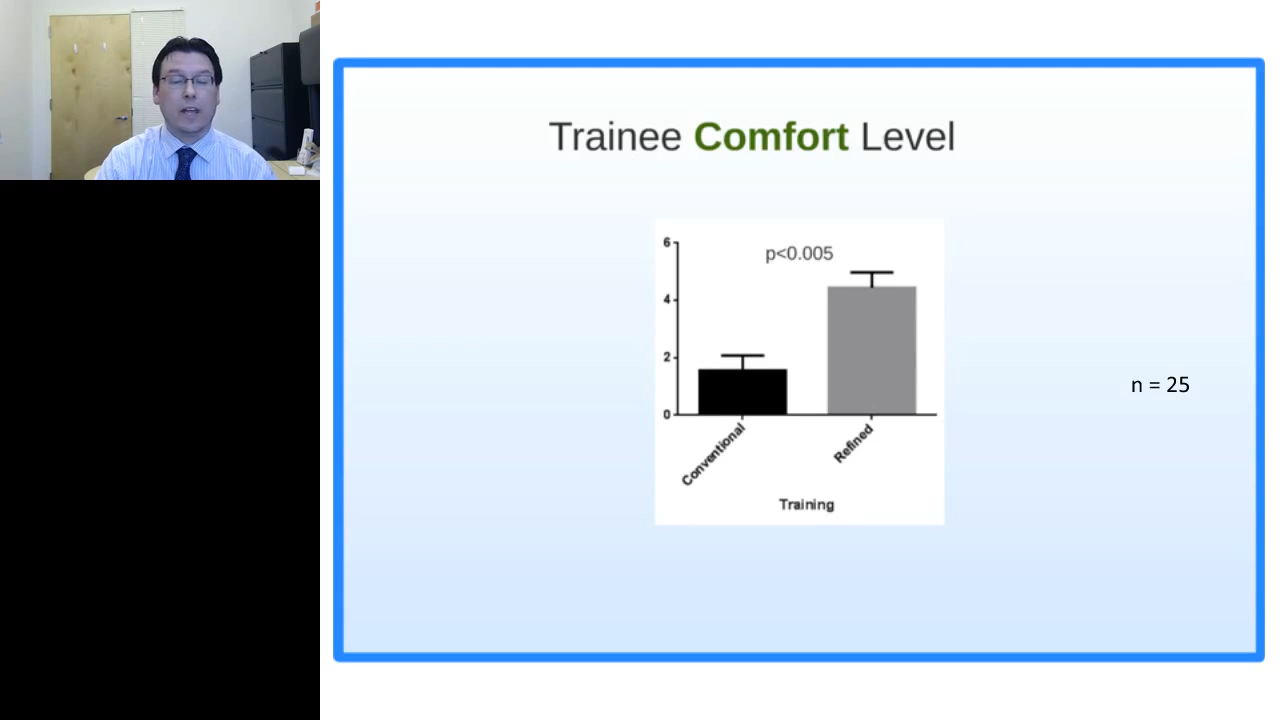 Trainee Comfort Level
p<0.005
6
4
2
0
Conventional
Refined
Training
n = 25